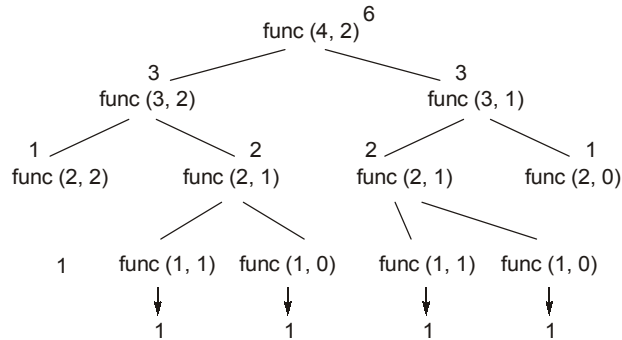 6
func (4, 2)
3 3
func (3, 2) func (3, 1)
1 2 2 1
func (2, 2) func (2, 1) func (2, 1) func (2, 0)
1 func (1, 1) func (1, 0) func (1, 1) func (1, 0)
1 1 1 1